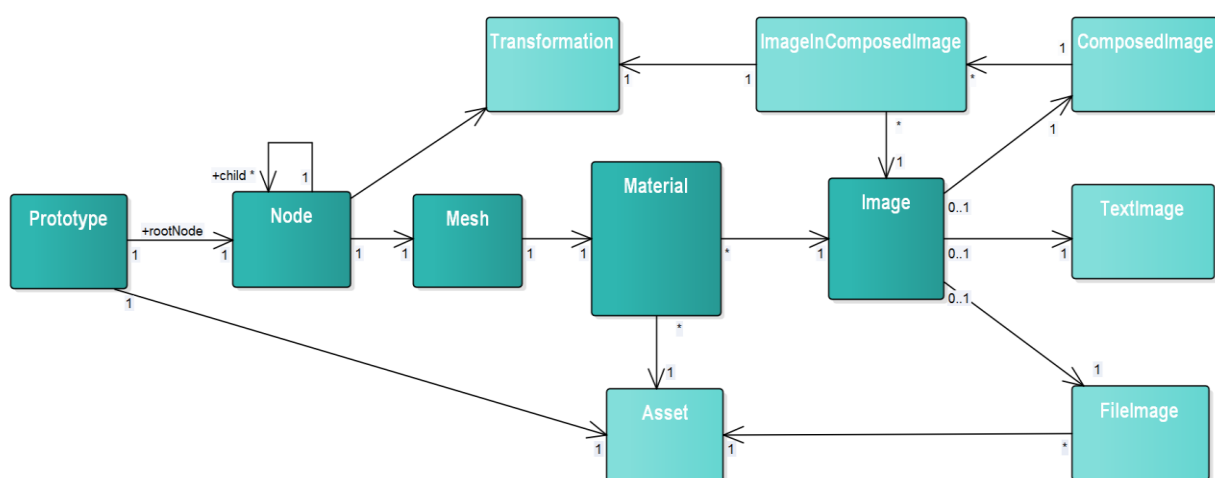 Transformation
ImageInComposedImage
ComposedImage
1
1
1
*
1
*
1
+child *
1
1
Prototype
+rootNode
1
1
Node
1
1
Mesh
1
1
Material
*
1
Image
0..1
0..1
1
0..1
TextImage
1
*
1
1
Asset
1
1
*
FileImage